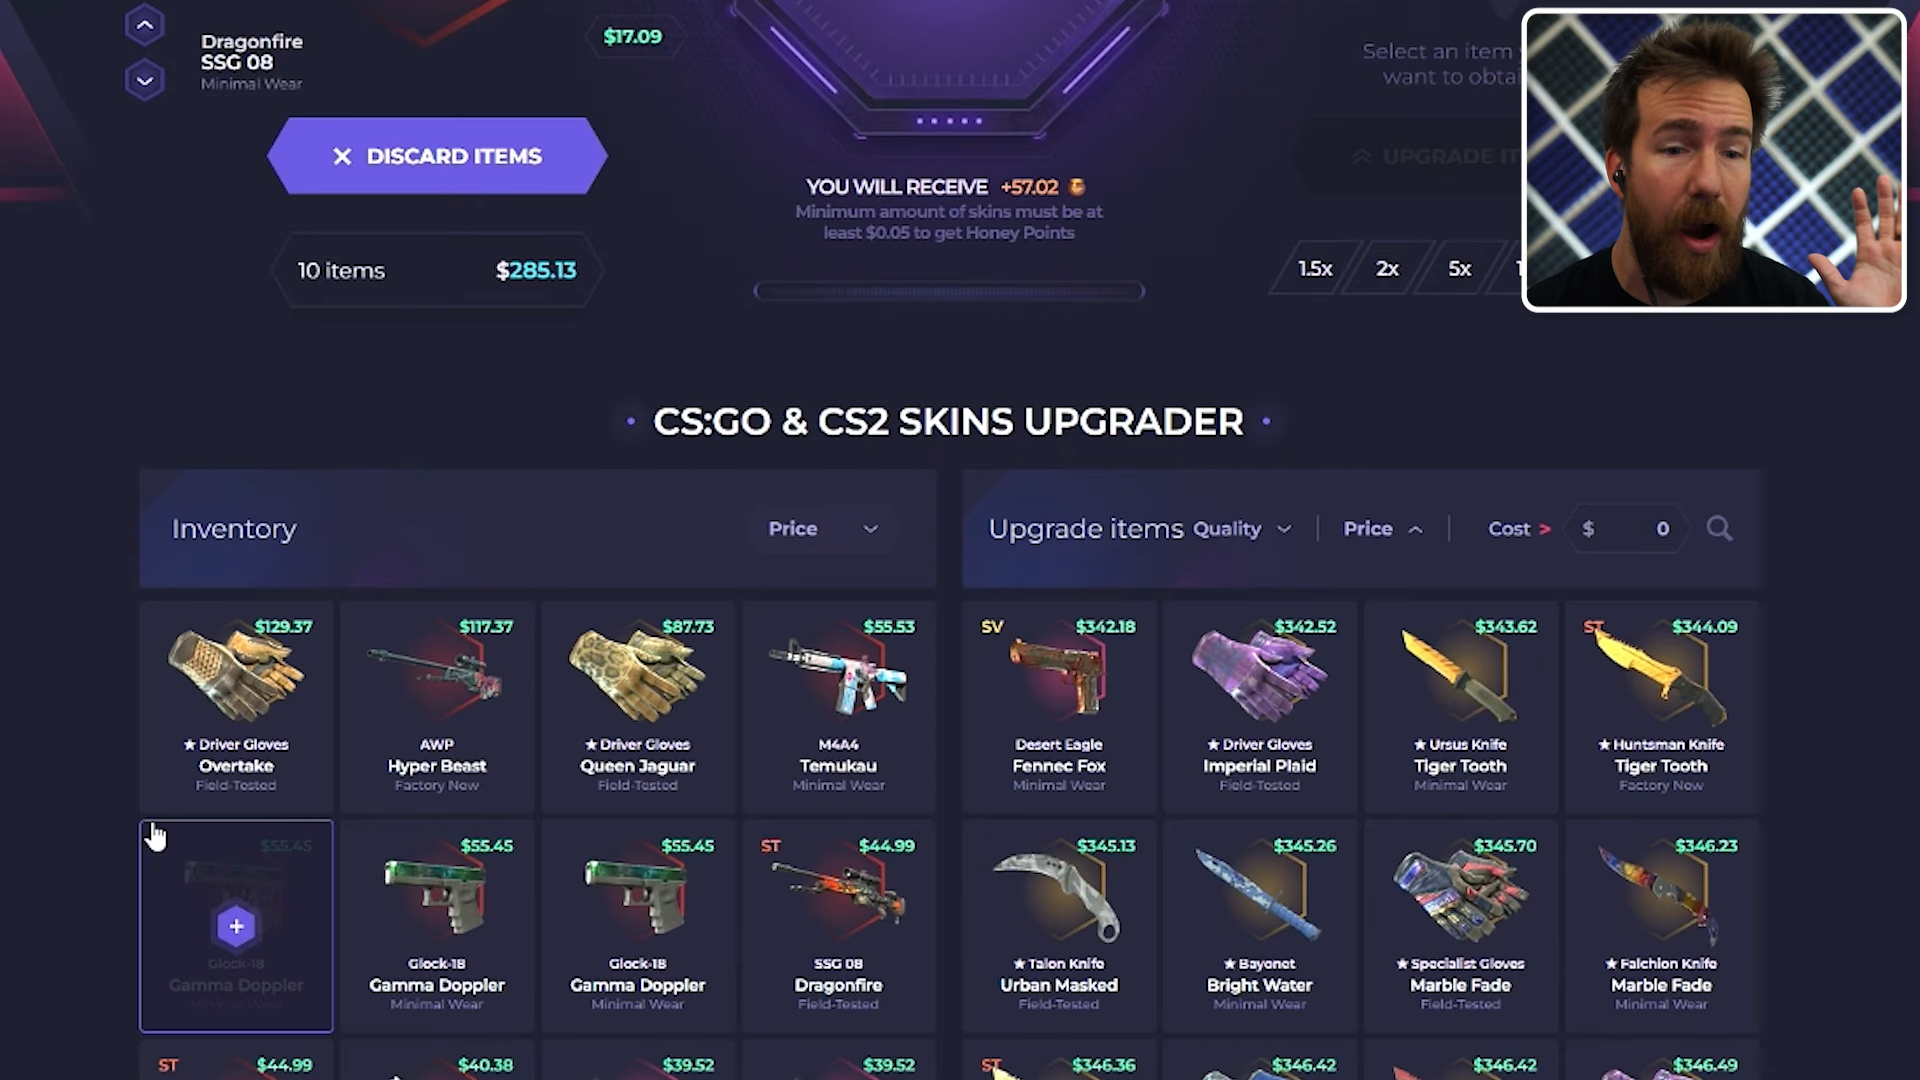 Dragonfire
SSG 08
Minimal Wear
$17.09
DISCARD ITEMS
10 items
$285.13
YOU WILL RECEIVE +57.02
Minimum amount of skins must be at
least $0.05 to get Honey Points
Select an item
want to obtai
UPGRADE IT
1.5x
2x
5x
CS:GO & CS2 SKINS UPGRADER
Inventory
Price
Upgrade items
Quality
Price
Cost >
$ 0
$129.37
★ Driver Gloves
Overtake
Field-Tested
$117.37
AWP
Hyper Beast
Factory New
$87.73
★ Driver Gloves
Queen Jaguar
Field-Tested
$55.53
M4A4
Temukau
Minimal Wear
SV
$342.18
Desert Eagle
Fennec Fox
Minimal Wear
$342.52
★ Driver Gloves
Imperial Plaid
Field-Tested
$343.62
★ Ursus Knife
Tiger Tooth
Minimal Wear
ST
$344.09
★ Huntsman Knife
Tiger Tooth
Factory New
$55.45
Glock-18
Gamma Doppler
Minimal Wear
$55.45
Glock-18
Gamma Doppler
Minimal Wear
$55.45
Glock-18
Gamma Doppler
Minimal Wear
ST
$44.99
SSG 08
Dragonfire
Field-Tested
$345.13
★ Talon Knife
Urban Masked
Field-Tested
$345.26
★ Bayonet
Bright Water
Minimal Wear
$345.70
★ Specialist Gloves
Marble Fade
Field-Tested
$346.23
★ Falchion Knife
Marble Fade
Minimal Wear
ST
$44.99
$40.38
$39.52
$39.52
ST
$346.36
$346.42
$346.42
$346.49